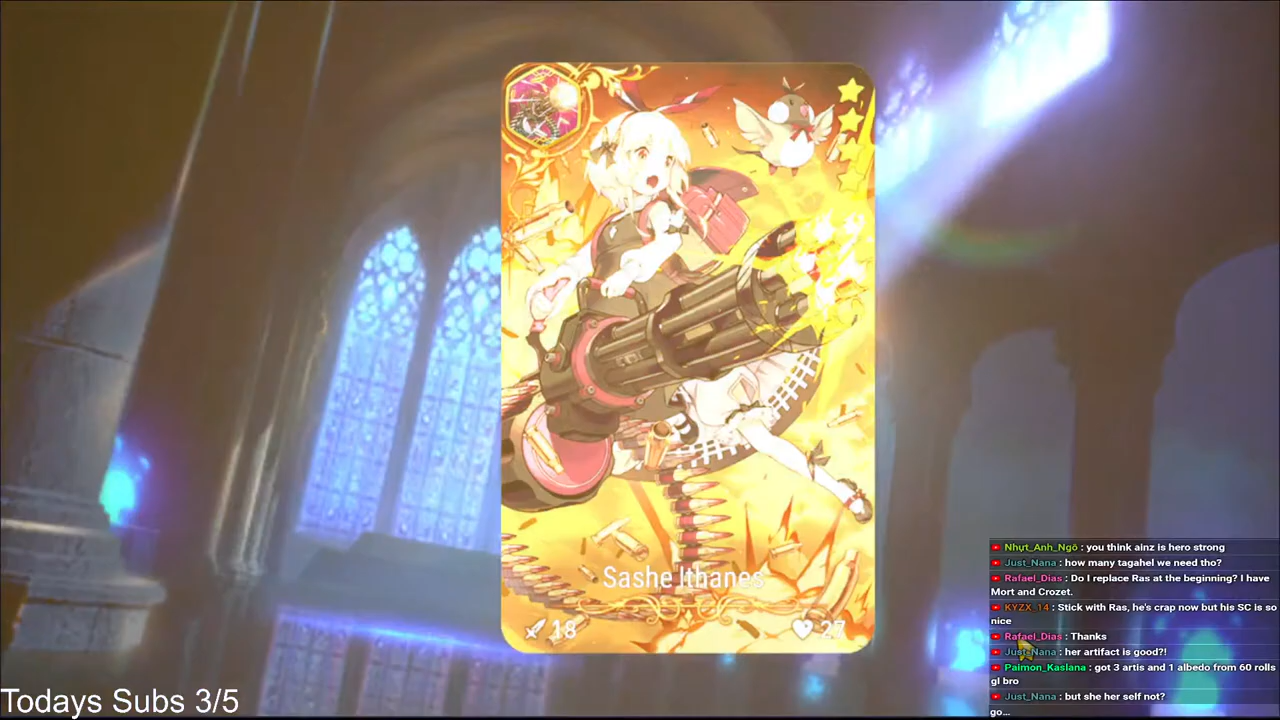 Sashe Ithanes
18
27
Nhựt_Anh_Ngô : you think ainz is hero strong
Just_Nana : how many tagahel we need tho?
Rafael_Dias : Do I replace Ras at the beginning? I have
Mort and Crozet.
KYZX_14 : Stick with Ras, he's crap now but his SC is so
nice
Rafael_Dias : Thanks
Just_Nana : her artifact is good?!
Paimon_Kaslana : got 3 artis and 1 albedo from 60 rolls
gl bro
Just_Nana : but she her self not?
go...
Todays Subs 3/5